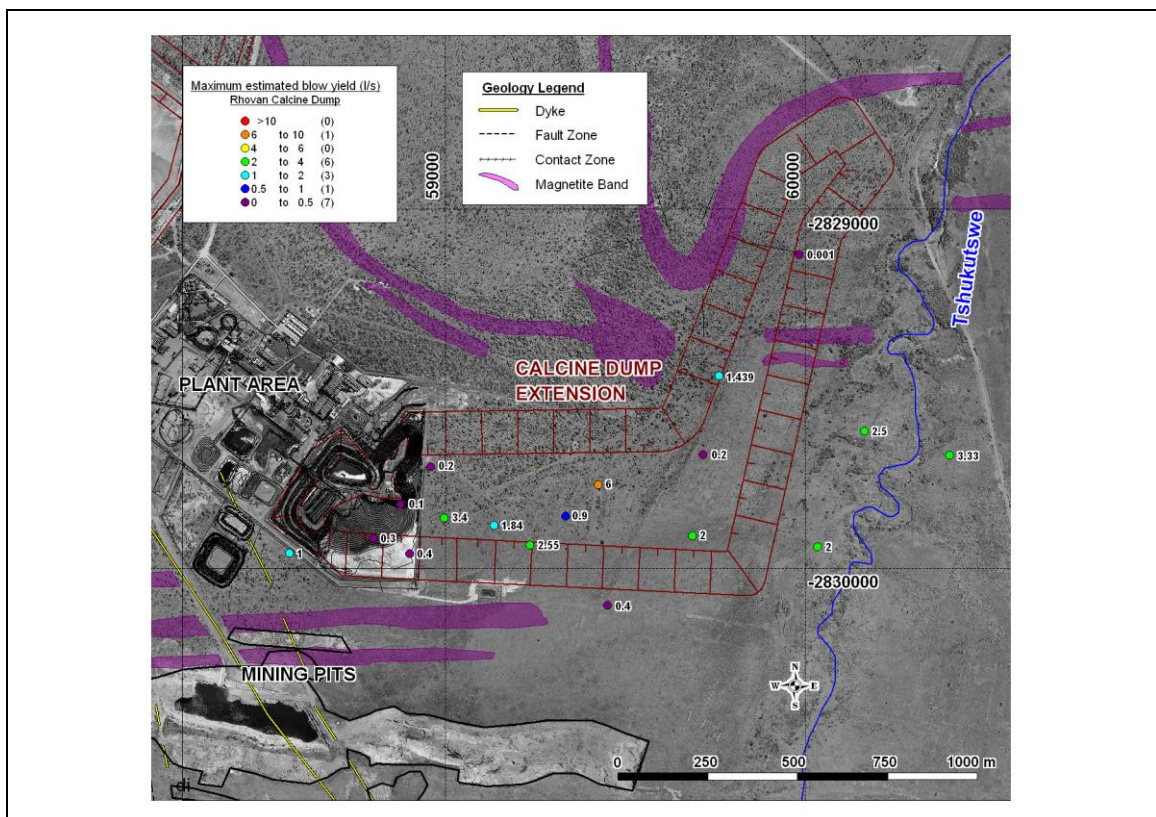 Maximum estimated blow yield (l/s)
Rhovan Calcine Dump
>10 (0)
6 to 10 (1)
4 to 6 (0)
2 to 4 (6)
1 to 2 (3)
0.5 to 1 (1)
0 to 0.5 (7)
Geology Legend
Dyke
Fault Zone
Contact Zone
Magnetite Band
59000
60000
-2829000
Tshukutswe
0.001
PLANT AREA
CALCINE DUMP
EXTENSION
1.439
2.5
0.2
0.2
3.33
6
0.1
3.4
1.84
0.9
0.3
2.55
2
2
1
0.4
-2830000
0.4
MINING PITS
N
W E
S
0 250 500 750 1000 m